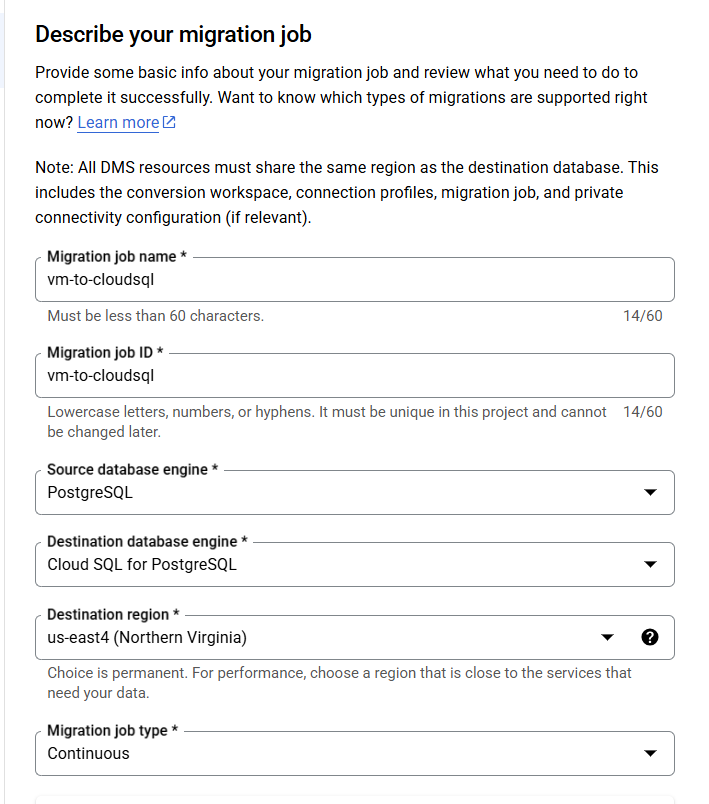 Describe your migration job
Provide some basic info about your migration job and review what you need to do to
complete it successfully. Want to know which types of migrations are supported right
now? Learn more
Note: All DMS resources must share the same region as the destination database. This
includes the conversion workspace, connection profiles, migration job, and private
connectivity configuration (if relevant).
Migration job name *
vm-to-cloudsql
Must be less than 60 characters. 14/60
Migration job ID *
vm-to-cloudsql
Lowercase letters, numbers, or hyphens. It must be unique in this project and cannot 14/60
be changed later.
Source database engine *
PostgreSQL
Destination database engine *
Cloud SQL for PostgreSQL
Destination region *
us-east4 (Northern Virginia)
Choice is permanent. For performance, choose a region that is close to the services that
need your data.
Migration job type *
Continuous